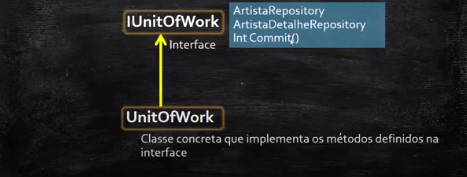 IUnitOfWork
ArtistaRepository
ArtistaDetalheRepository
Int Commit()
Interface
UnitOfWork
Classe concreta que implementa os métodos definidos na
interface